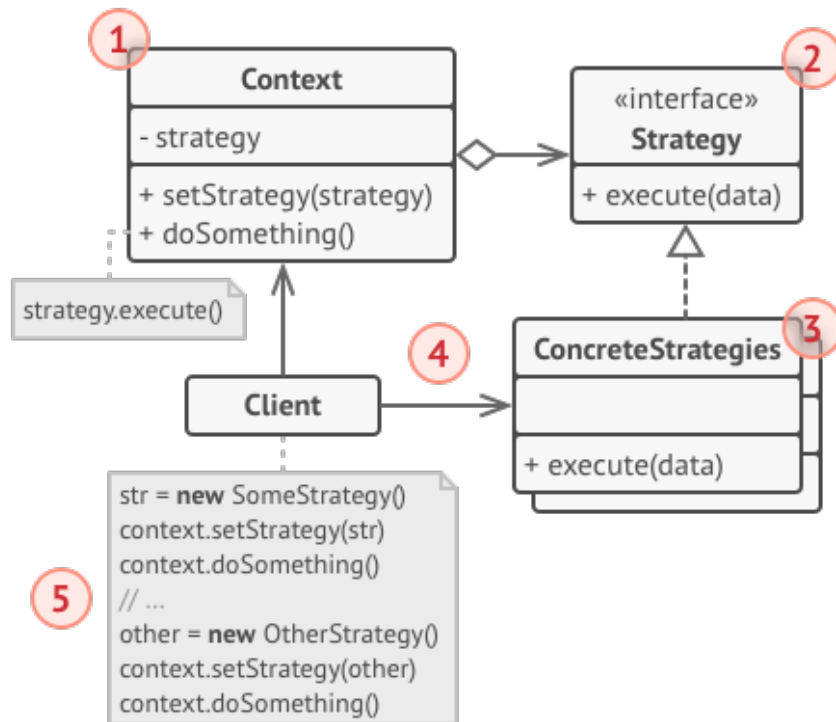 1
Context
- strategy
+ setStrategy(strategy)
+ doSomething()
2
«interface»
Strategy
+ execute(data)
strategy.execute()
3
ConcreteStrategies
+ execute(data)
4
Client
5
str = new SomeStrategy()
context.setStrategy(str)
context.doSomething()
// ...
other = new OtherStrategy()
context.setStrategy(other)
context.doSomething()